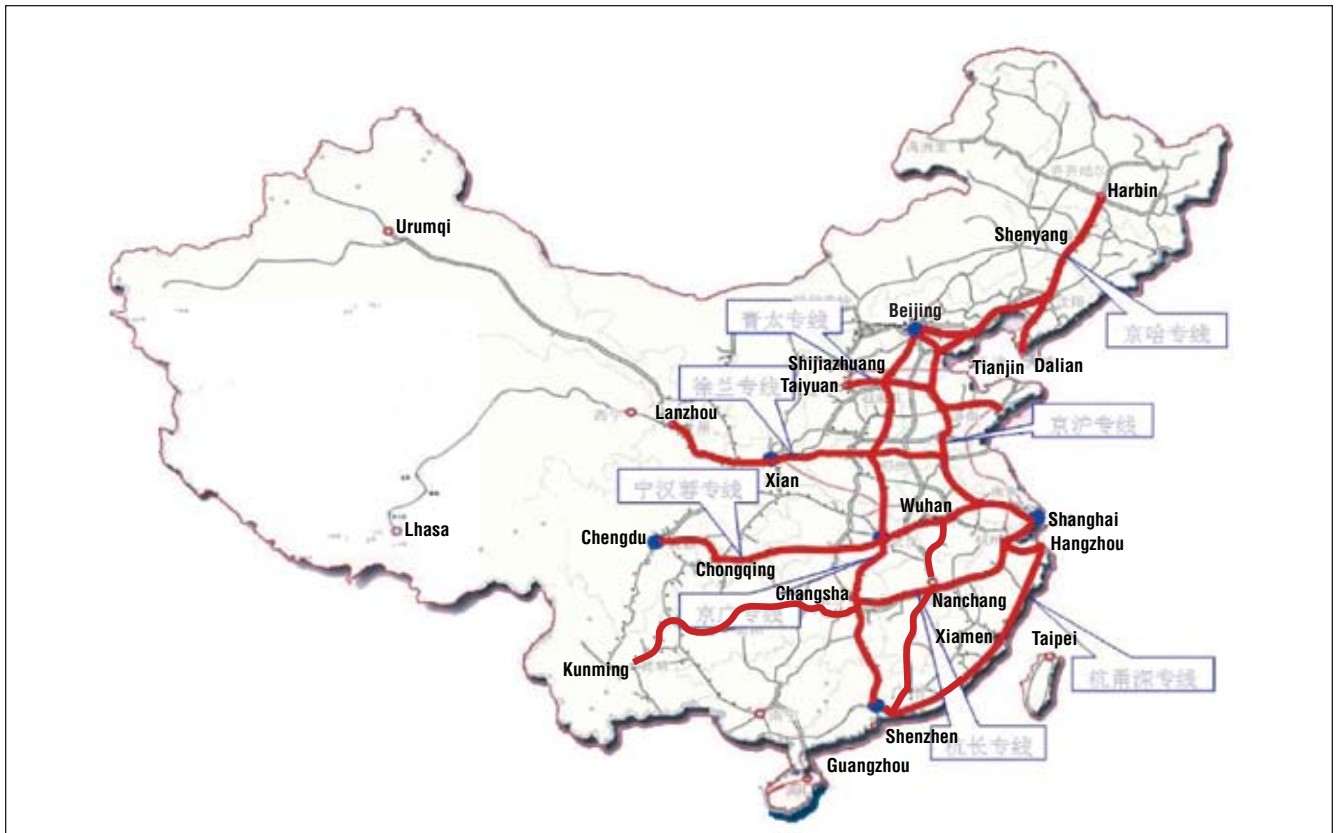 Harbin
Urumqi
Shenyang
Beijing
青太专线
京哈专线
Shijiazhuang
Tianjin
Dalian
Taiyuan
徐兰专线
Lanzhou
西宁
京沪专线
Xian
宁汉蓉专线
Wuhan
Lhasa
Shanghai
Chengdu
Hangzhou
Chongqing
Changsha
Nanchang
京广专线
Xiamen
Taipei
Kunming
杭甬深专线
Shenzhen
杭长专线
Guangzhou